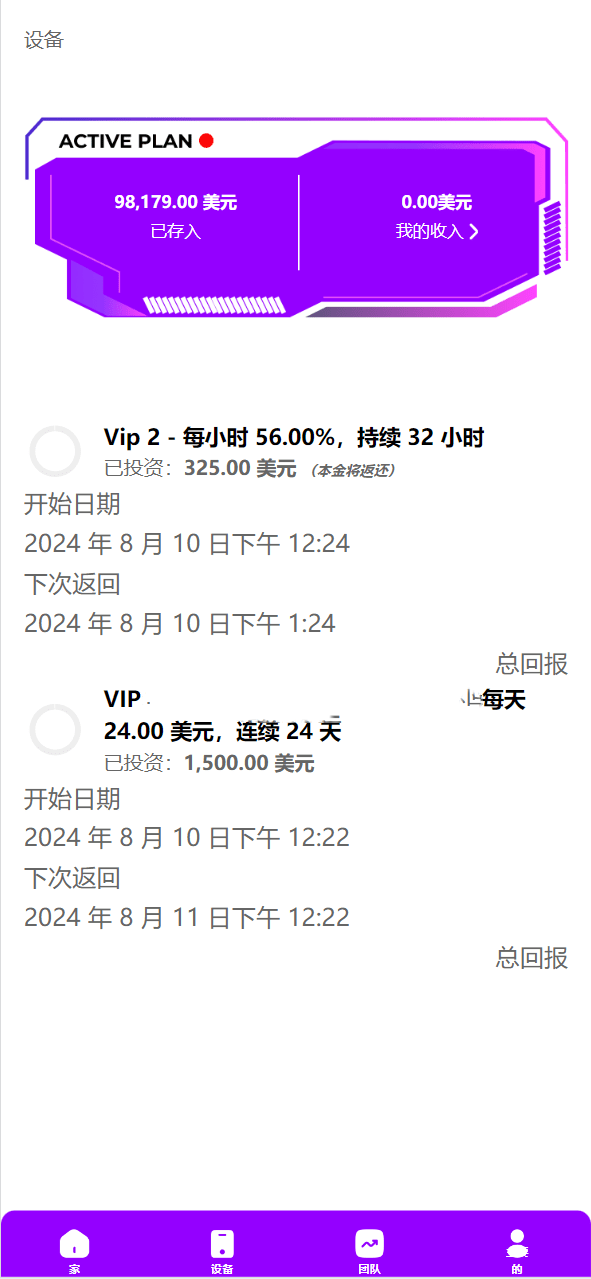 设备
ACTIVE PLAN
98,179.00 美元
已存入
0.00美元
我的收入
Vip 2 - 每小时 56.00%，持续 32 小时
已投资：325.00 美元 （本金将返还）
开始日期
2024 年 8 月 10 日下午 12:24
下次返回
2024 年 8 月 10 日下午 1:24
总回报
VIP 每天
24.00 美元，连续 24 天
已投资：1,500.00 美元
开始日期
2024 年 8 月 10 日下午 12:22
下次返回
2024 年 8 月 11 日下午 12:22
总回报
家
设备
团队
的